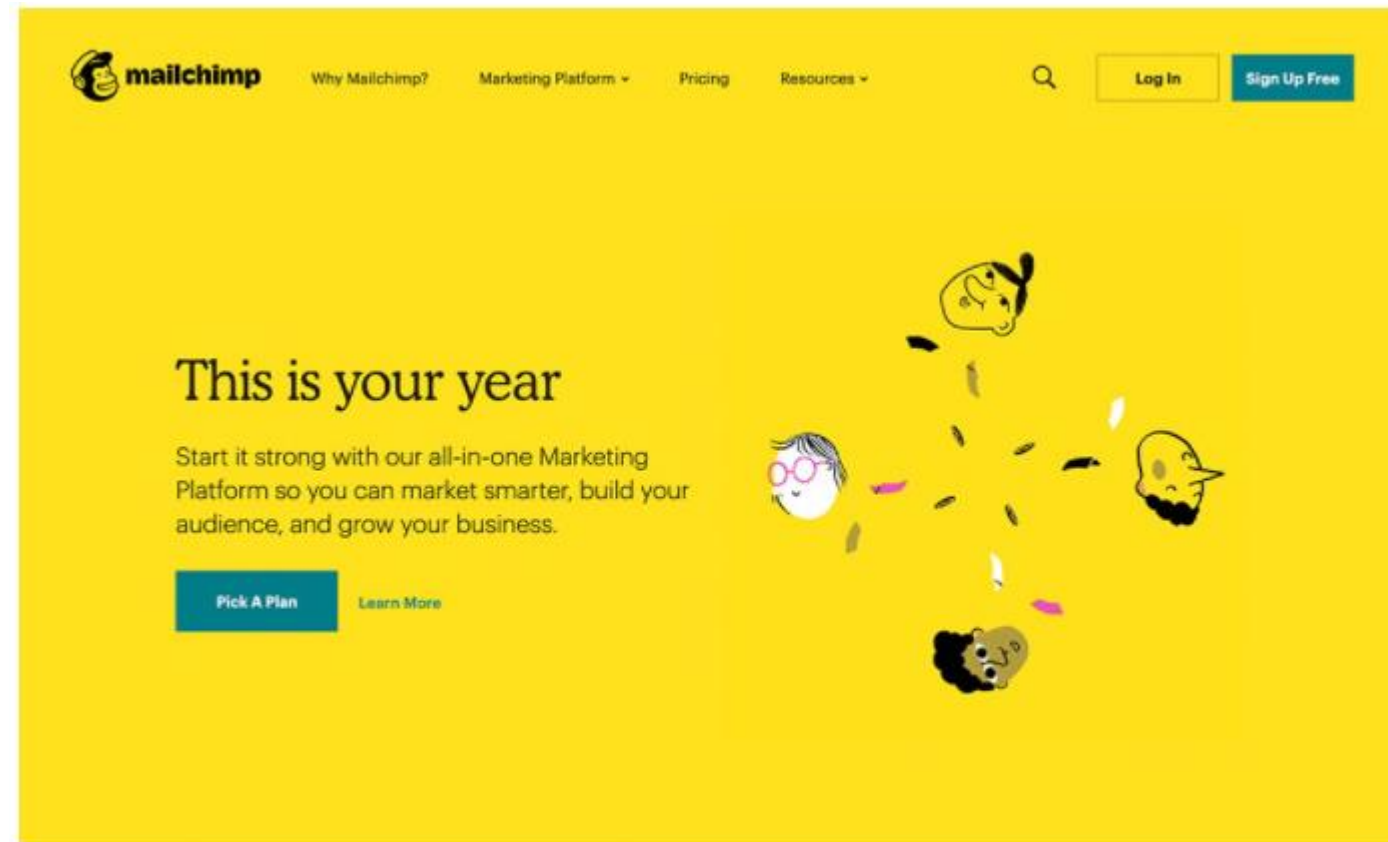 mailchimp
Why Mailchimp?
Marketing Platform
Pricing
Resources
Log In
Sign Up Free
This is your year
Start it strong with our all-in-one Marketing
Platform so you can market smarter, build your
audience, and grow your business.
Pick A Plan
Learn More